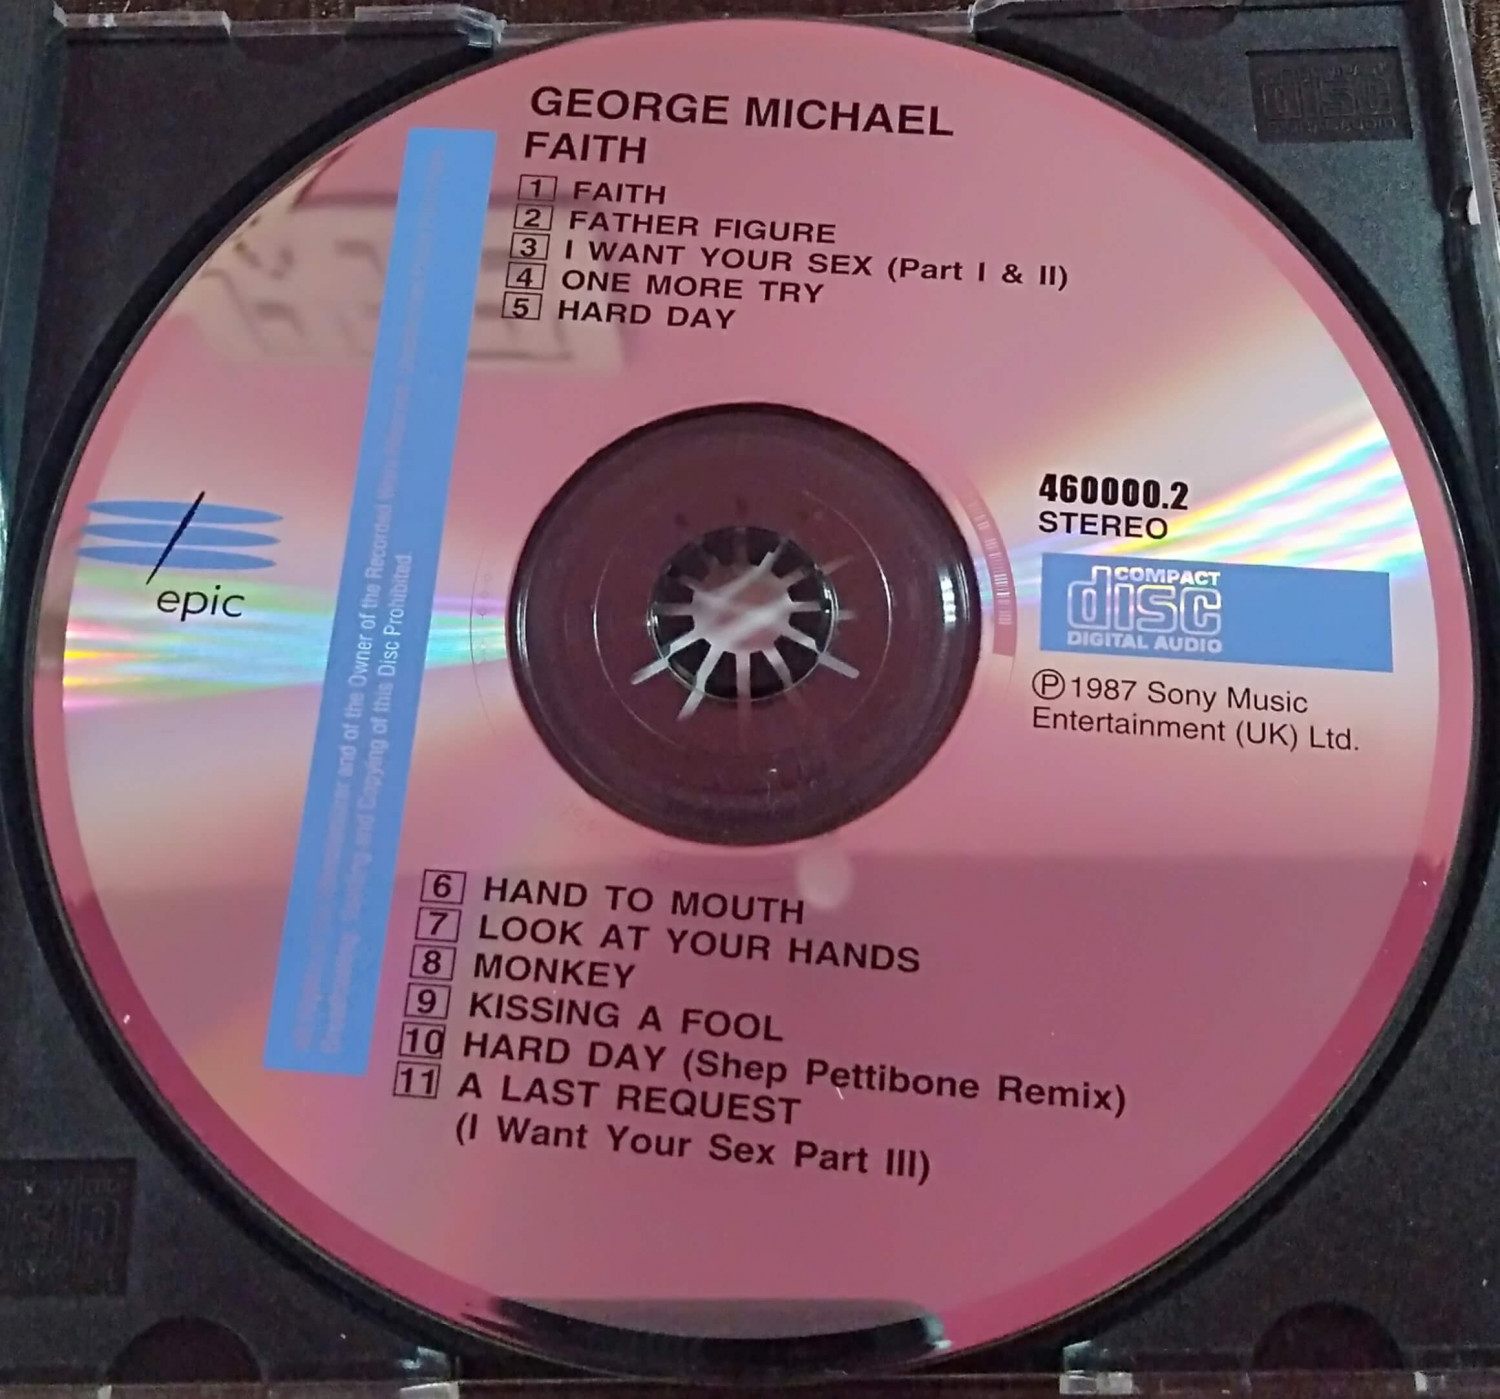 GEORGE MICHAEL
FAITH
1 FAITH
2 FATHER FIGURE
3 I WANT YOUR SEX (Part I & II)
4 ONE MORE TRY
5 HARD DAY
epic
and of the Owner of the Recorded
and Copying of this Disc Prohibited.
460000.2
STEREO
COMPACT
disc
DIGITAL AUDIO
Ⓟ 1987 Sony Music
Entertainment (UK) Ltd.
6 HAND TO MOUTH
7 LOOK AT YOUR HANDS
8 MONKEY
9 KISSING A FOOL
10 HARD DAY (Shep Pettibone Remix)
11 A LAST REQUEST
(I Want Your Sex Part III)